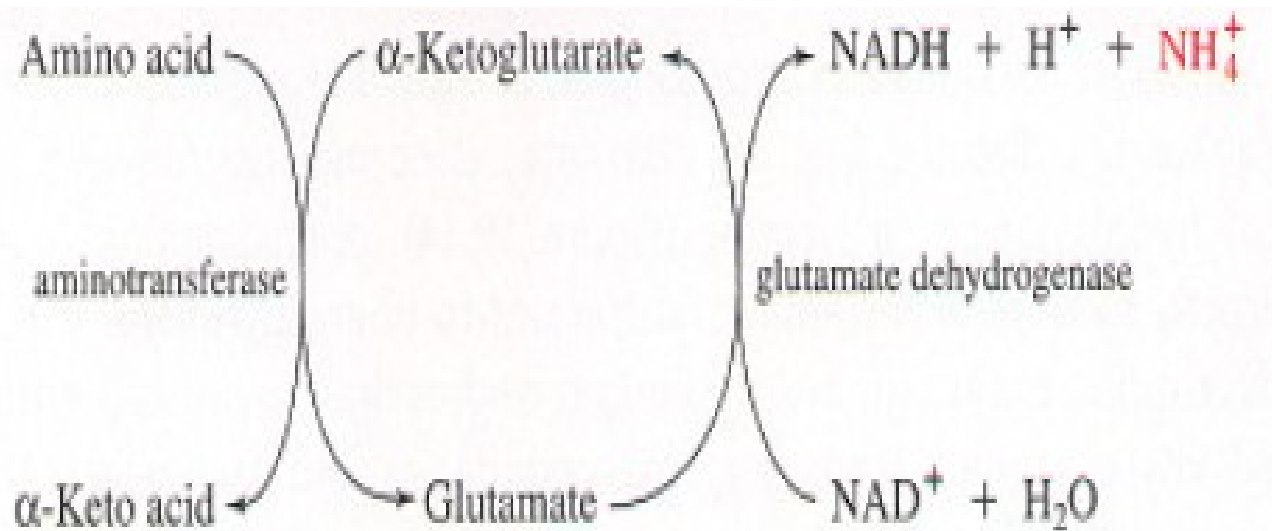 Amino acid α-Ketoglutarate NADH + H⁺ + NH₄⁺
aminotransferase glutamate dehydrogenase
α-Keto acid Glutamate NAD⁺ + H₂O